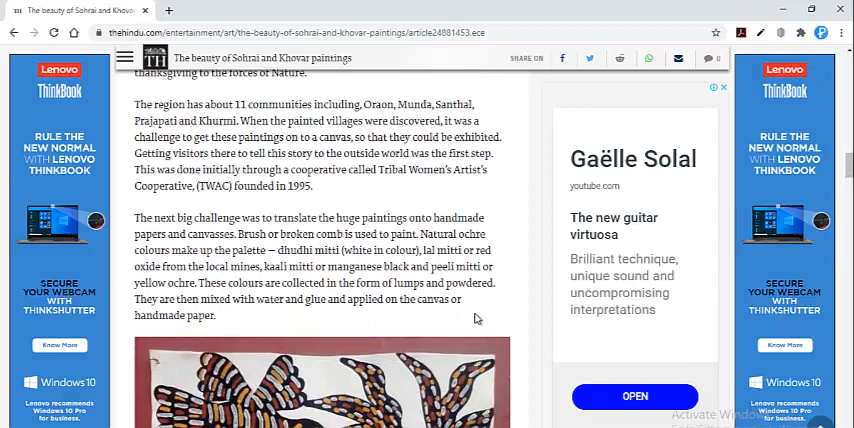 TH The beauty of Sohrai and Khovar
thehindu.com/entertainment/art/the-beauty-of-sohrai-and-khovar-paintings/article24881453.ece
TH The beauty of Sohrai and Khovar paintings SHARE ON 0
thanksgiving to the forces of Nature.
The region has about 11 communities including, Oraon, Munda, Santhal,
Prajapati and Khurmi. When the painted villages were discovered, it was a
challenge to get these paintings on to a canvas, so that they could be exhibited.
Getting visitors there to tell this story to the outside world was the first step.
This was done initially through a cooperative called Tribal Women's Artist's
Cooperative, (TWAC) founded in 1995.
The next big challenge was to translate the huge paintings onto handmade
papers and canvasses. Brush or broken comb is used to paint. Natural ochre
colours make up the palette — dhudhi mitti (white in colour), lal mitti or red
oxide from the local mines, kaali mitti or manganese black and peeli mitti or
yellow ochre. These colours are collected in the form of lumps and powdered.
They are then mixed with water and glue and applied on the canvas or
handmade paper.
Lenovo
ThinkBook
RULE THE
NEW NORMAL
WITH LENOVO
THINKBOOK
SECURE
YOUR WEBCAM
WITH
THINKSHUTTER
Know More
Windows 10
Lenovo recommends
Windows 10 Pro
for business.
Gaëlle Solal
youtube.com
The new guitar
virtuosa
Brilliant technique,
unique sound and
uncompromising
interpretations
OPEN
Lenovo
ThinkBook
RULE THE
NEW NORMAL
WITH LENOVO
THINKBOOK
SECURE
YOUR WEBCAM
WITH
THINKSHUTTER
Know More
Windows 10
Lenovo recommends
Windows 10 Pro
for business.
Activate Windows